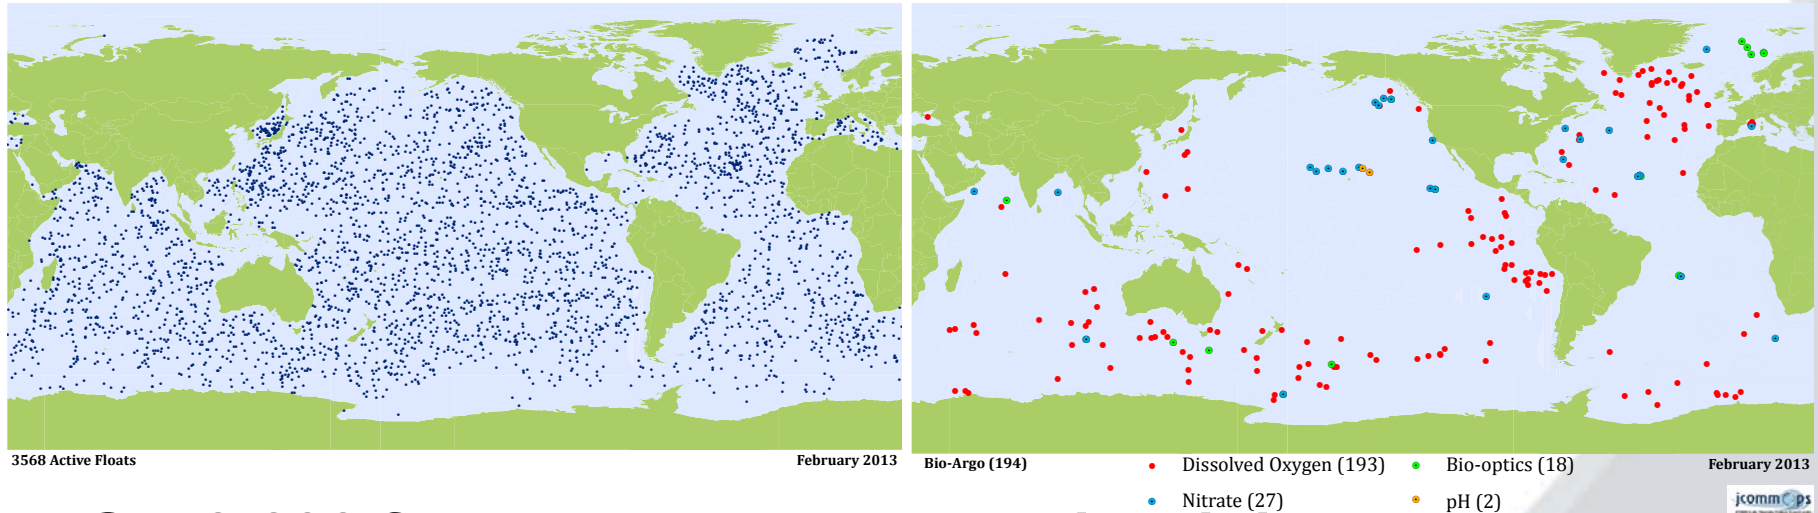 3568 Active Floats
February 2013
Bio-Argo (194)
Dissolved Oxygen (193)
Bio-optics (18)
February 2013
Nitrate (27)
pH (2)
jcommops